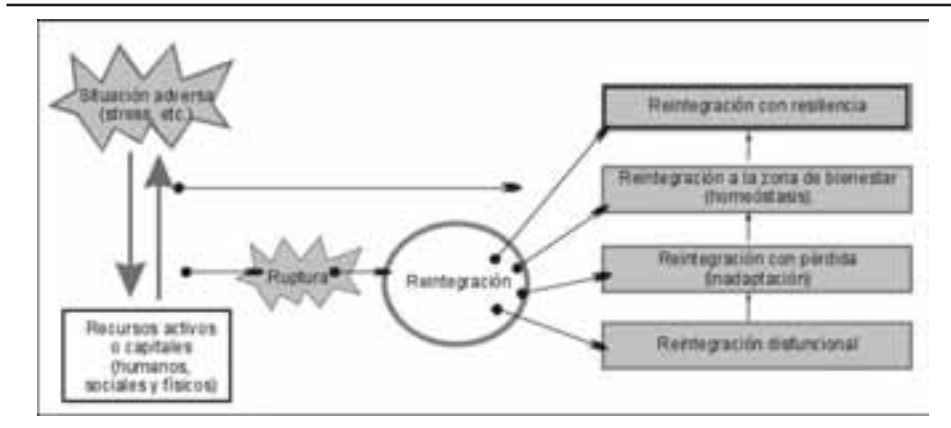 Situación adversa
(stress, etc.)
Recursos activos
o capitales
(humanos,
sociales y físicos)
Ruptura
Reintegración
Reintegración con resiliencia
Reintegración a la zona de bienestar
(homeóstasis)
Reintegración con pérdida
(inadaptación)
Reintegración disfuncional